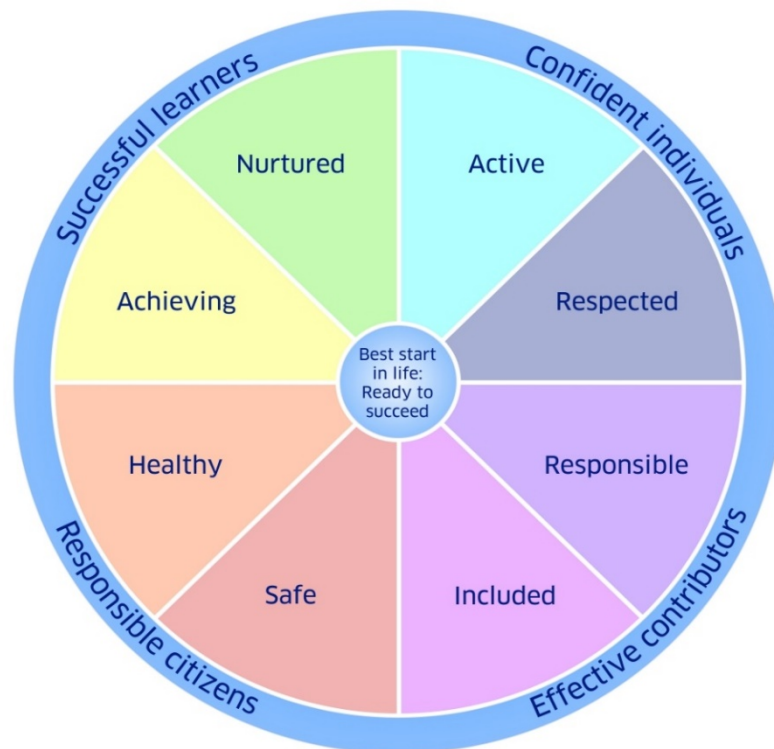 Successful learners
Confident individuals
Nurtured
Active
Achieving
Respected
Best start
in life:
Ready to
succeed
Healthy
Responsible
Safe
Included
Responsible citizens
Effective contributors